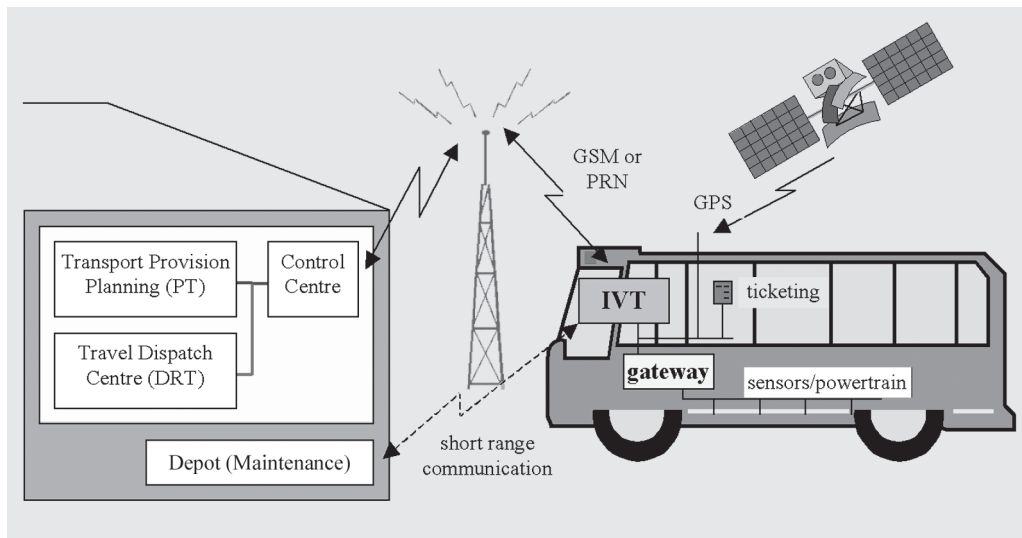 GSM or
PRN
GPS
Transport Provision
Planning (PT)
Control
Centre
Travel Dispatch
Centre (DRT)
Depot (Maintenance)
short range
communication
IVT
ticketing
gateway
sensors/powertrain